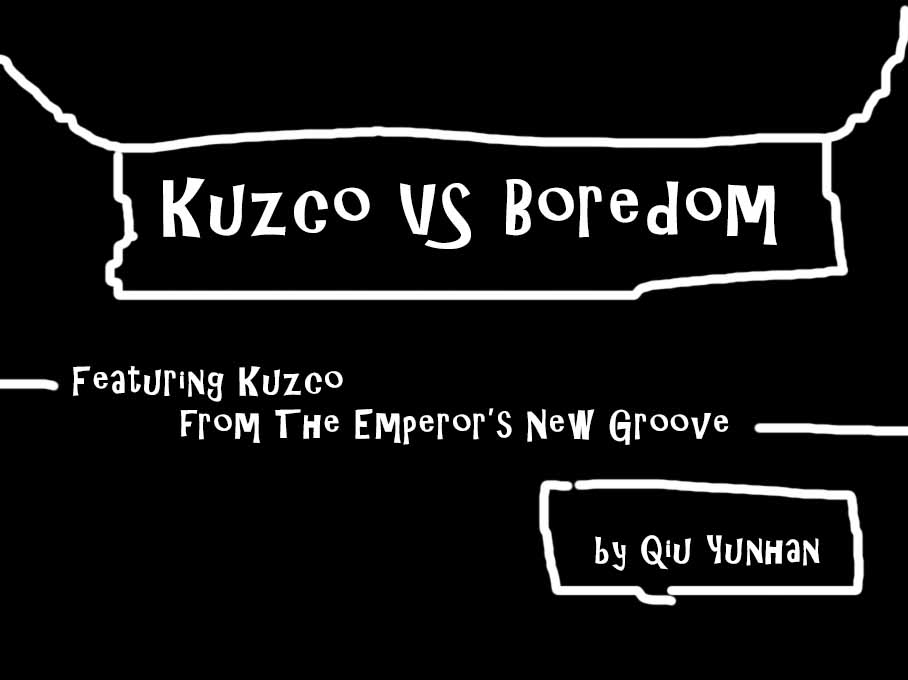 Kuzco VS Boredom
Featuring Kuzco
From The Emperor's New Groove
by Qiu Yunhan